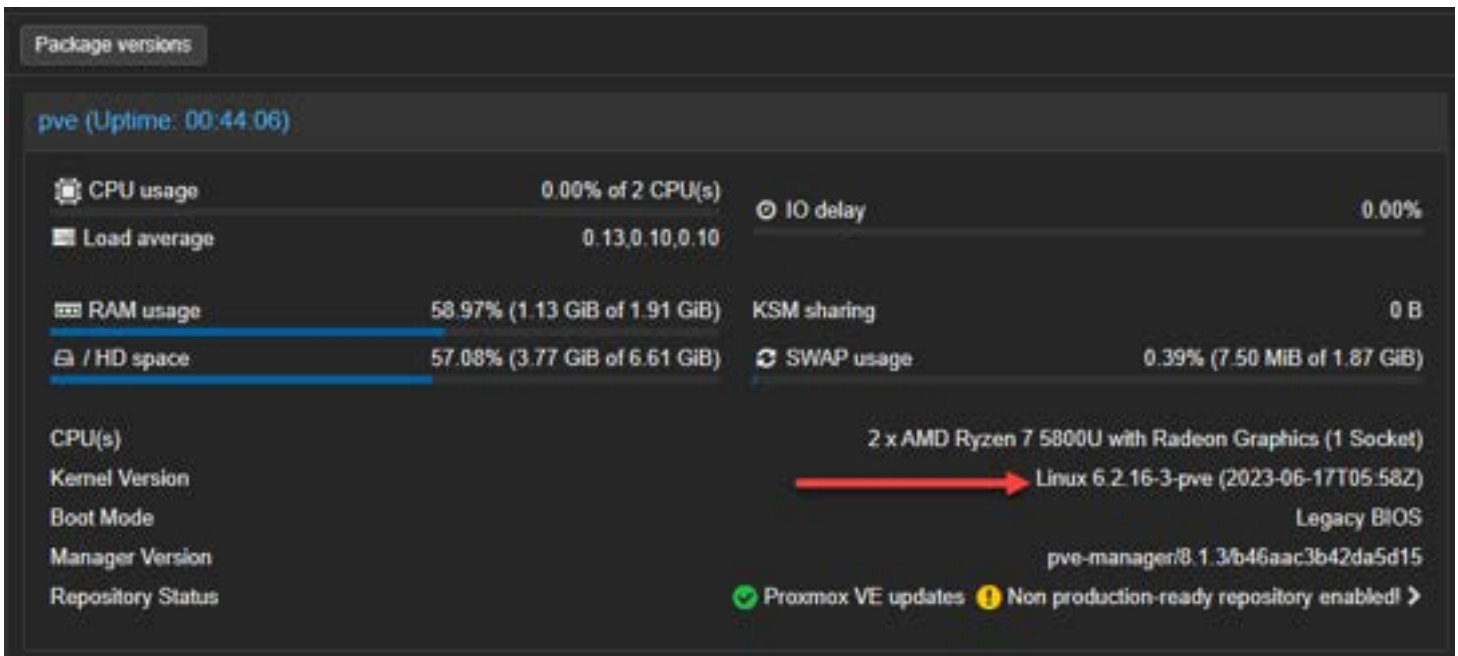 Package versions
pve (Uptime: 00:44:06)
CPU usage 0.00% of 2 CPU(s)
IO delay 0.00%
Load average 0.13,0.10,0.10
RAM usage 58.97% (1.13 GiB of 1.91 GiB)
KSM sharing 0 B
/ HD space 57.08% (3.77 GiB of 6.61 GiB)
SWAP usage 0.39% (7.50 MiB of 1.87 GiB)
CPU(s) 2 x AMD Ryzen 7 5800U with Radeon Graphics (1 Socket)
Kernel Version Linux 6.2.16-3-pve (2023-06-17T05:58Z)
Boot Mode Legacy BIOS
Manager Version pve-manager/8.1.3/b46aac3b42da5d15
Repository Status Proxmox VE updates Non production-ready repository enabled!